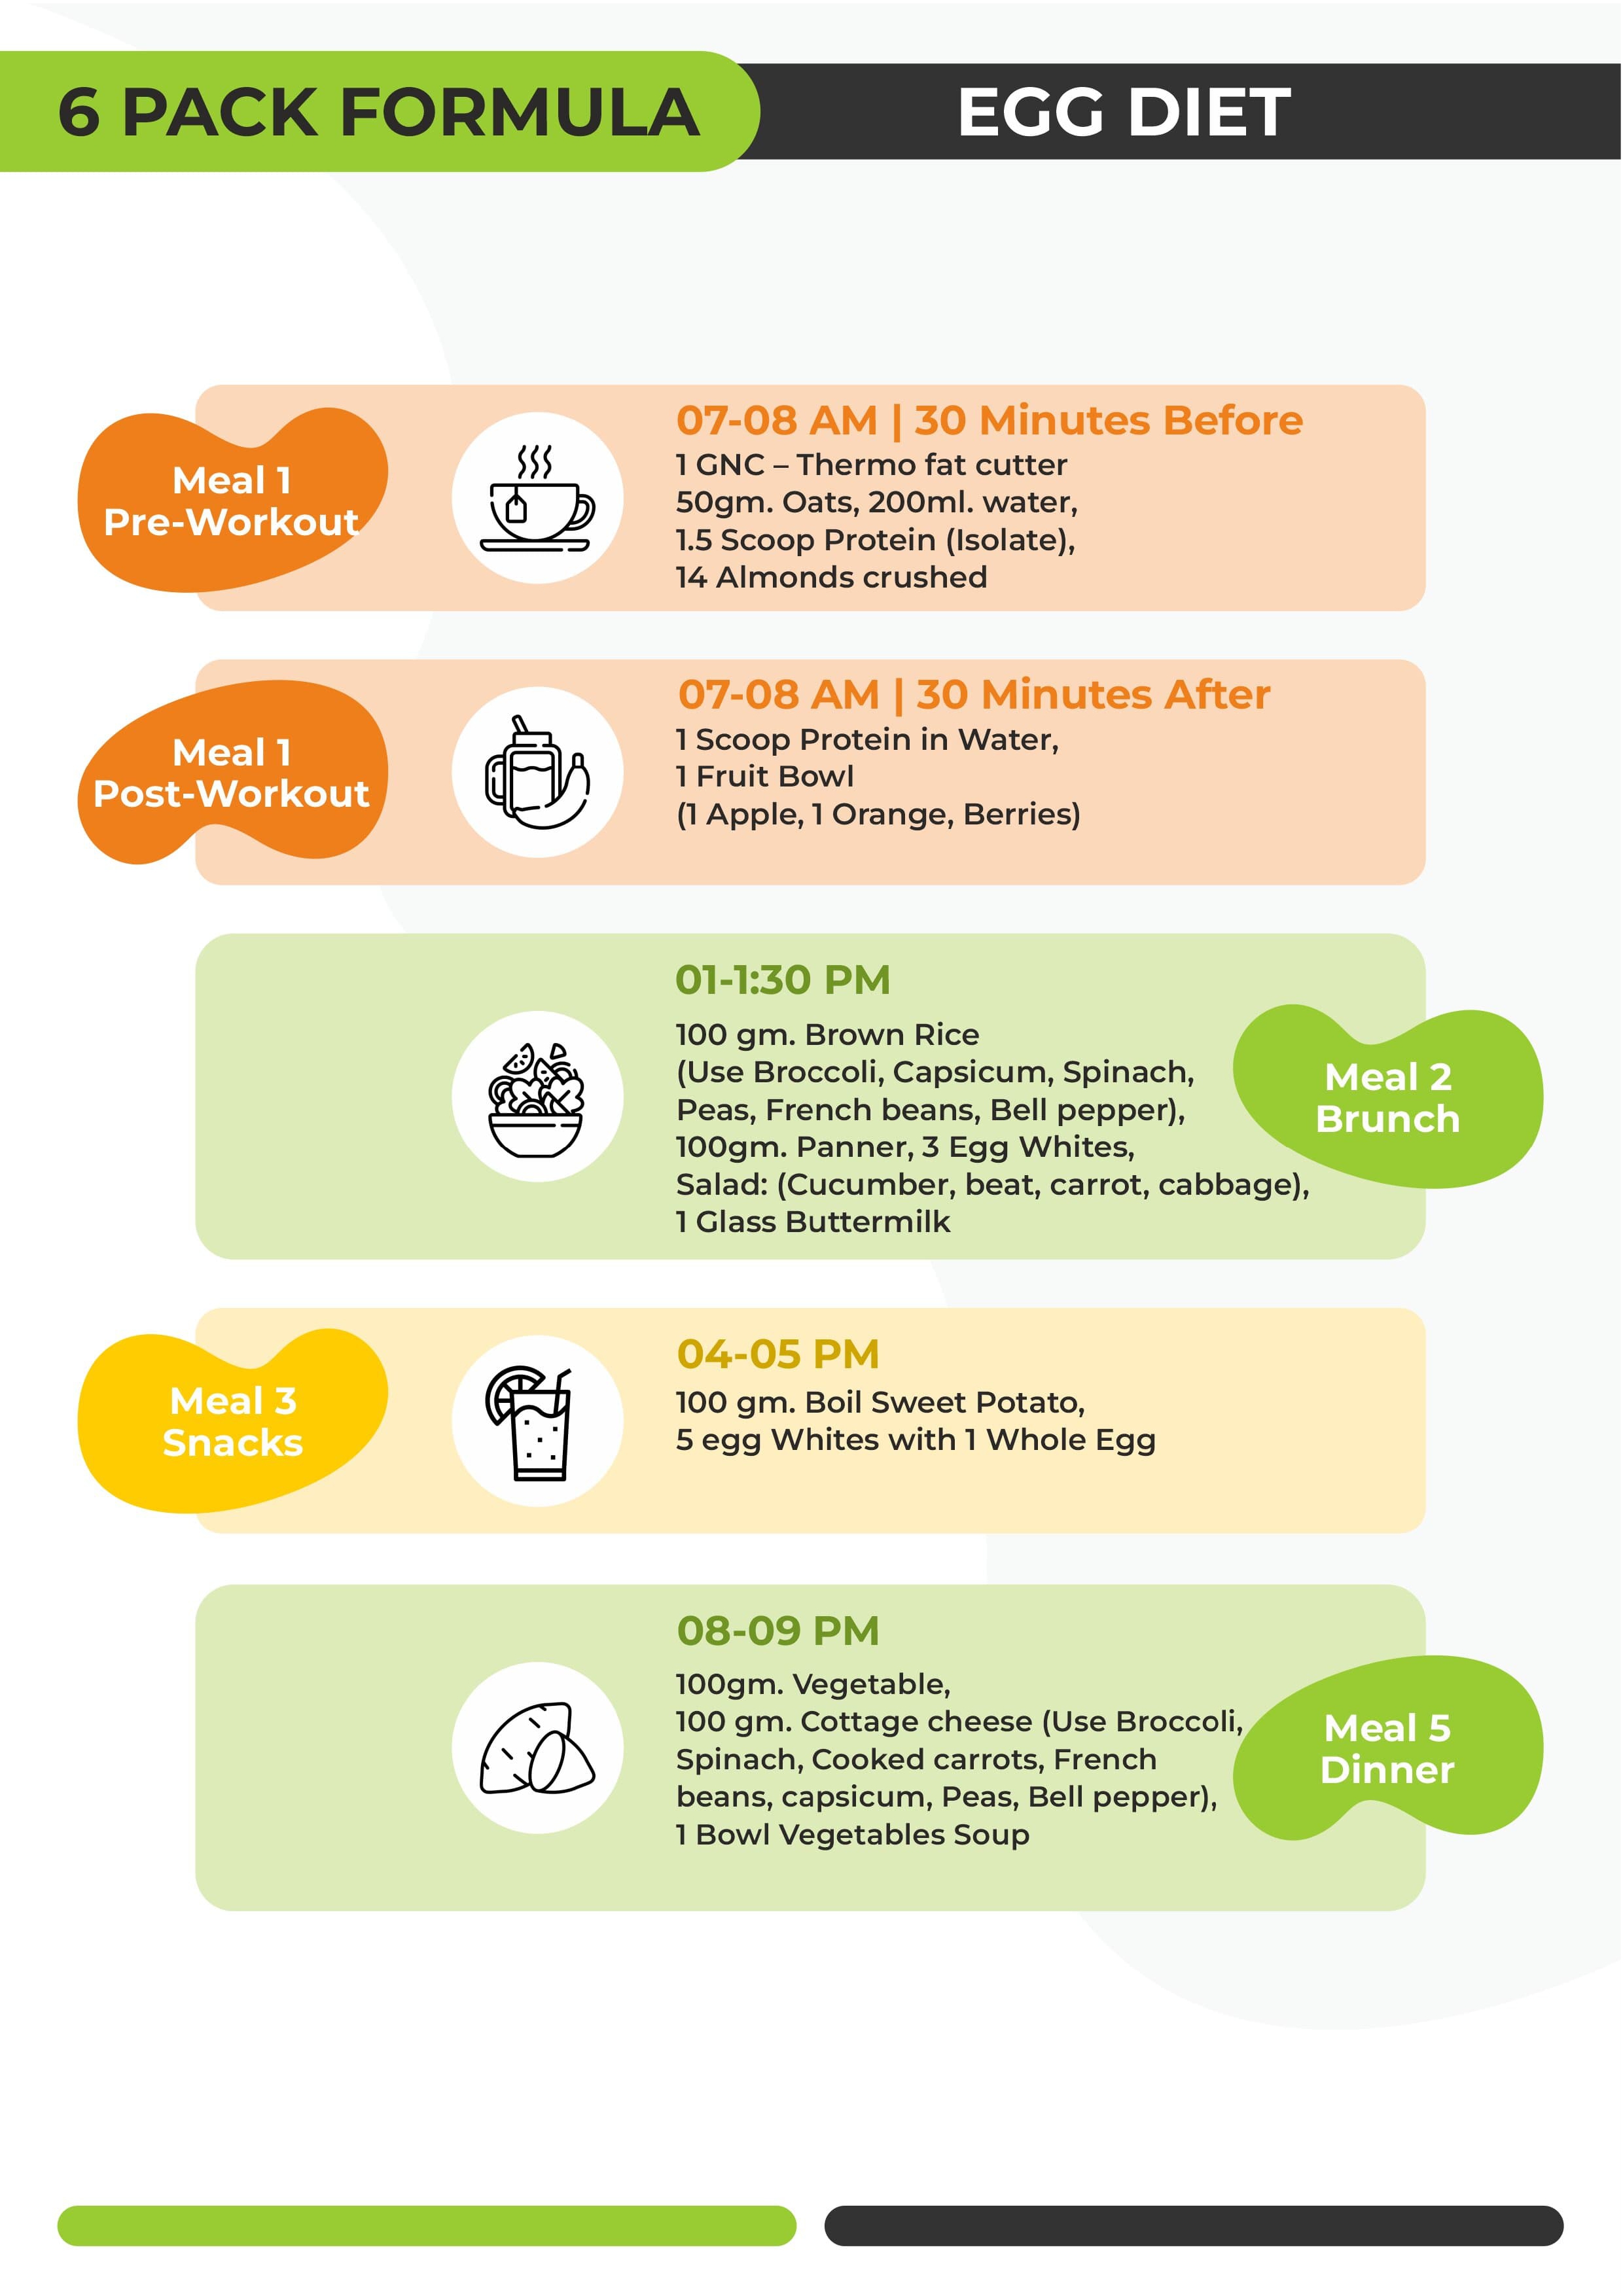 6 PACK FORMULA
EGG DIET
Meal 1
Pre-Workout
07-08 AM | 30 Minutes Before
1 GNC – Thermo fat cutter
50gm. Oats, 200ml. water,
1.5 Scoop Protein (Isolate),
14 Almonds crushed
Meal 1
Post-Workout
07-08 AM | 30 Minutes After
1 Scoop Protein in Water,
1 Fruit Bowl
(1 Apple, 1 Orange, Berries)
01-1:30 PM
100 gm. Brown Rice
(Use Broccoli, Capsicum, Spinach,
Peas, French beans, Bell pepper),
100gm. Panner, 3 Egg Whites,
Salad: (Cucumber, beat, carrot, cabbage),
1 Glass Buttermilk
Meal 2
Brunch
Meal 3
Snacks
04-05 PM
100 gm. Boil Sweet Potato,
5 egg Whites with 1 Whole Egg
08-09 PM
100gm. Vegetable,
100 gm. Cottage cheese (Use Broccoli,
Spinach, Cooked carrots, French
beans, capsicum, Peas, Bell pepper),
1 Bowl Vegetables Soup
Meal 5
Dinner